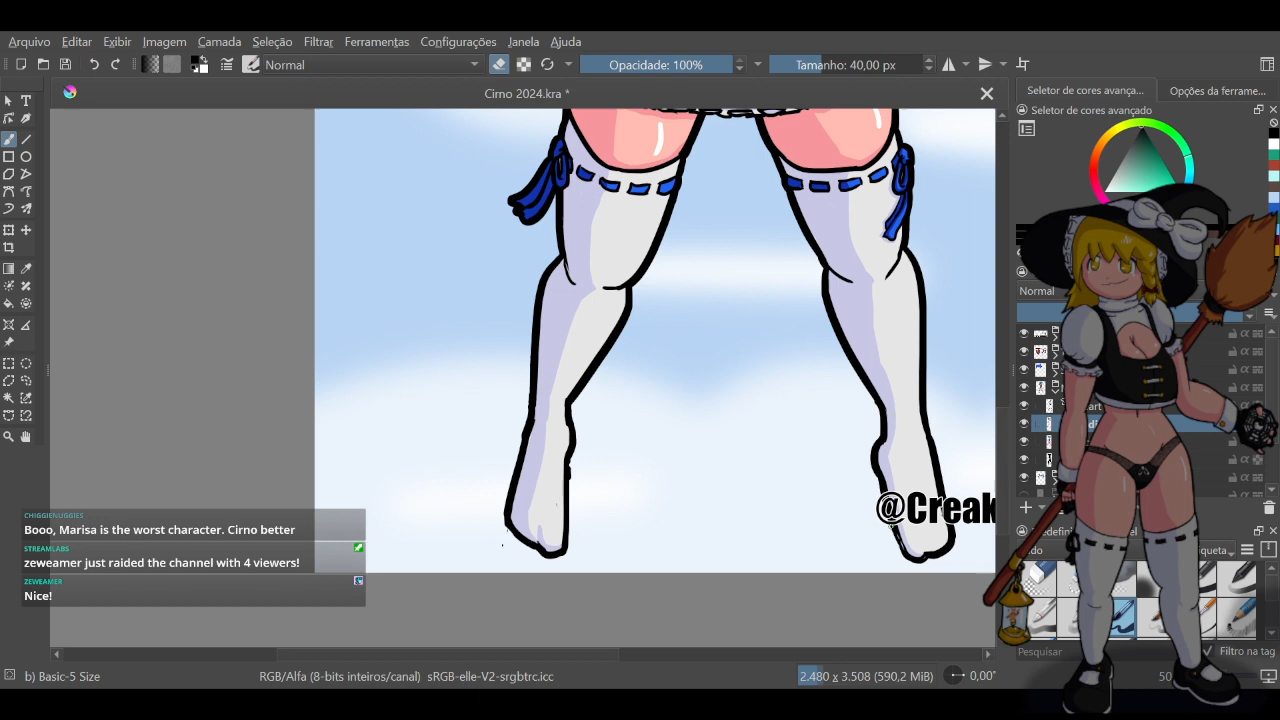 Arquivo Editar Exibir Imagem Camada Seleção Filtrar Ferramentas Configurações Janela Ajuda
Normal Opacidade: 100% Tamanho: 40,00 px
Cirno 2024.kra *
Seletor de cores avança... Opções da ferrame...
Seletor de cores avançado
Normal
CHIGGIENUGGIES
Booo, Marisa is the worst character. Cirno better
STREAMLABS
zeweamer just raided the channel with 4 viewers!
ZEWEAMER
Nice!
@Creak
Pesquisar Filtro na tag
b) Basic-5 Size RGB/Alfa (8-bits inteiros/canal) sRGB-elle-V2-srgbtrc.icc 2.480 x 3.508 (590,2 MiB) 0,00°